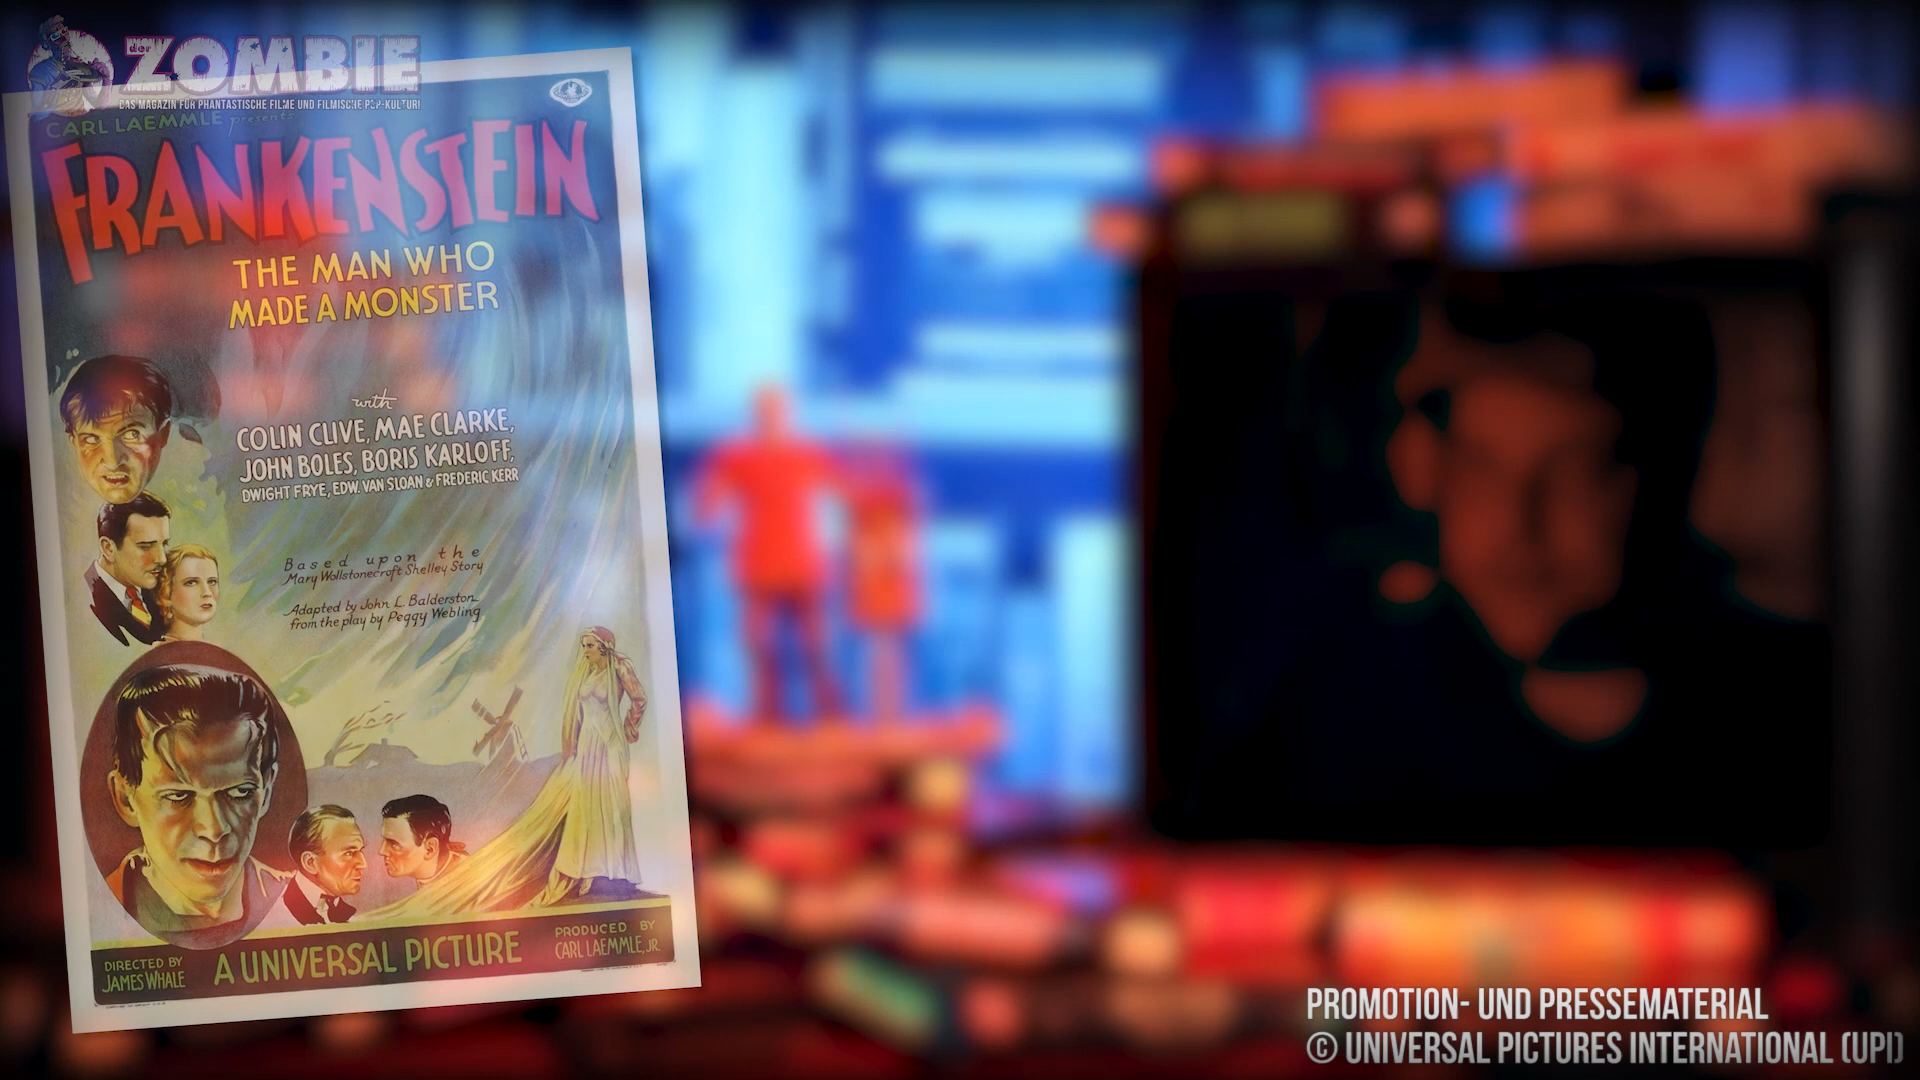 der
ZOMBIE
DAS MAGAZIN FÜR PHANTASTISCHE FILME UND FILMISCHE POP-KULTUR!
CARL LAEMMLE presents
FRANKENSTEIN
THE MAN WHO
MADE A MONSTER
with
COLIN CLIVE, MAE CLARKE,
JOHN BOLES, BORIS KARLOFF,
DWIGHT FRYE, EDW. VAN SLOAN & FREDERIC KERR
Based upon the
Mary Wollstonecroft Shelley Story
Adapted by John L. Balderston
from the play by Peggy Webling
DIRECTED BY
JAMES WHALE
A UNIVERSAL PICTURE
PRODUCED BY
CARL LAEMMLE, JR.
PROMOTION- UND PRESSEMATERIAL
© UNIVERSAL PICTURES INTERNATIONAL (UPI)